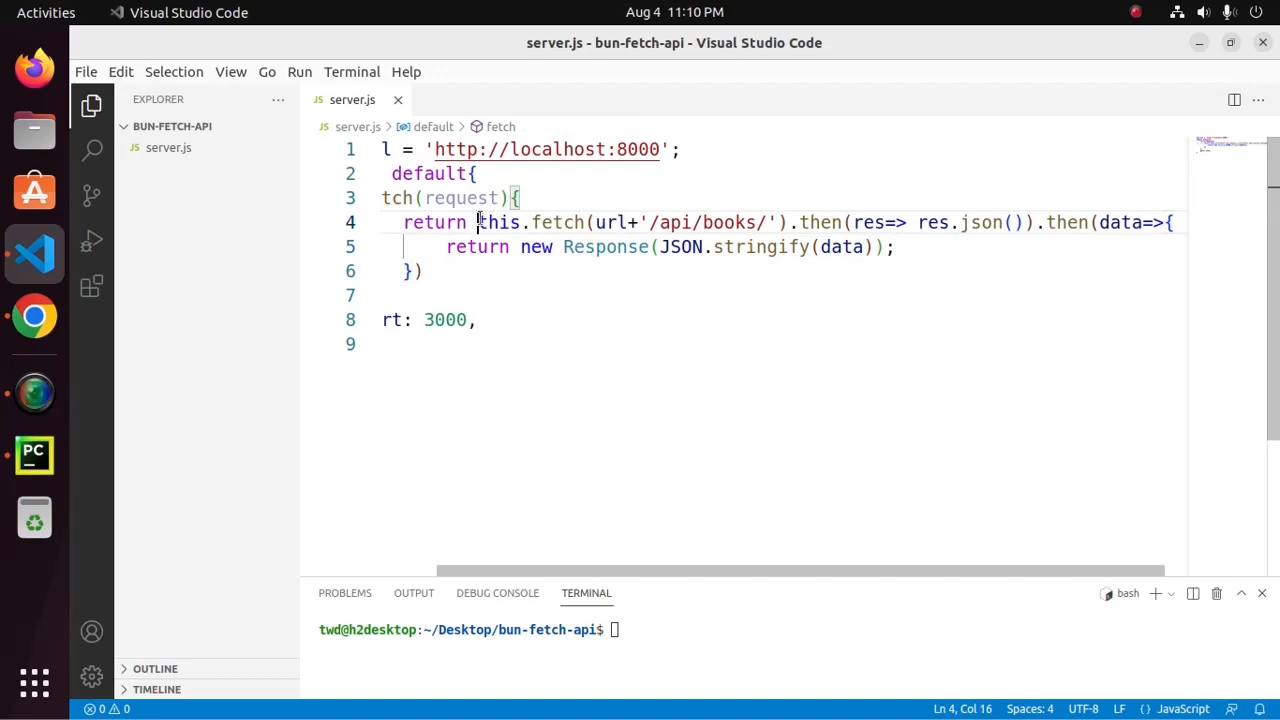 Activities
Visual Studio Code
Aug 4 11:10 PM
server.js - bun-fetch-api - Visual Studio Code
File Edit Selection View Go Run Terminal Help
EXPLORER
BUN-FETCH-API
JS server.js
OUTLINE
TIMELINE
JS server.js
JS server.js > default > fetch
1 l = 'http://localhost:8000';
2 default{
3 tch(request){
4 return this.fetch(url+'/api/books/').then(res=> res.json()).then(data=>{
5 return new Response(JSON.stringify(data));
6 })
7
8 rt: 3000,
9
PROBLEMS OUTPUT DEBUG CONSOLE TERMINAL
bash
twd@h2desktop:~/Desktop/bun-fetch-api$
PC
0 0
Ln 4, Col 16 Spaces: 4 UTF-8 LF {} JavaScript